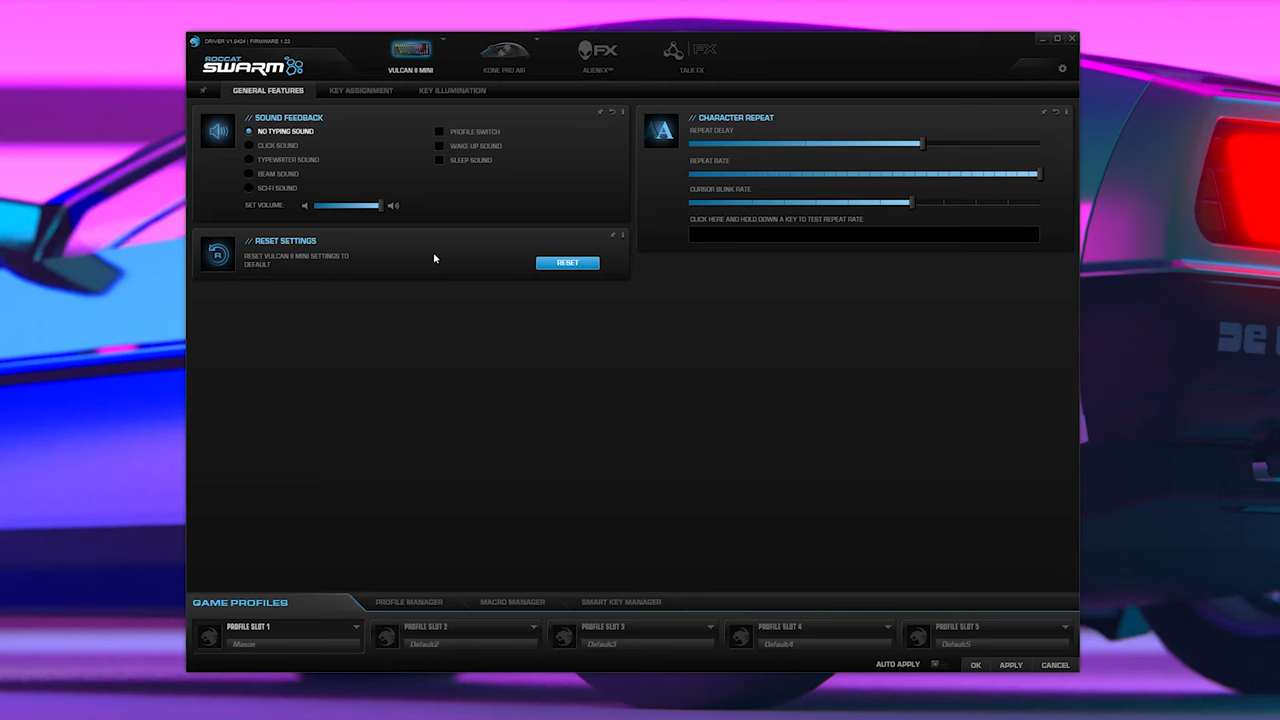 DRIVER V1.9424 | FIRMWARE 1.22
ROCCAT
SWARM
VULCAN II MINI
KONE PRO AIR
FX
ALIENFX™
FX
TALK FX
GENERAL FEATURES
KEY ASSIGNMENT
KEY ILLUMINATION
// SOUND FEEDBACK
NO TYPING SOUND
CLICK SOUND
TYPEWRITER SOUND
BEAM SOUND
SCI-FI SOUND
PROFILE SWITCH
WAKE UP SOUND
SLEEP SOUND
SET VOLUME:
// RESET SETTINGS
RESET VULCAN II MINI SETTINGS TO
DEFAULT
RESET
A
// CHARACTER REPEAT
REPEAT DELAY
REPEAT RATE
CURSOR BLINK RATE
CLICK HERE AND HOLD DOWN A KEY TO TEST REPEAT RATE:
GAME PROFILES
PROFILE MANAGER
MACRO MANAGER
SMART KEY MANAGER
PROFILE SLOT 1
Mason
PROFILE SLOT 2
Default2
PROFILE SLOT 3
Default3
PROFILE SLOT 4
Default4
PROFILE SLOT 5
Default5
AUTO APPLY
OK
APPLY
CANCEL